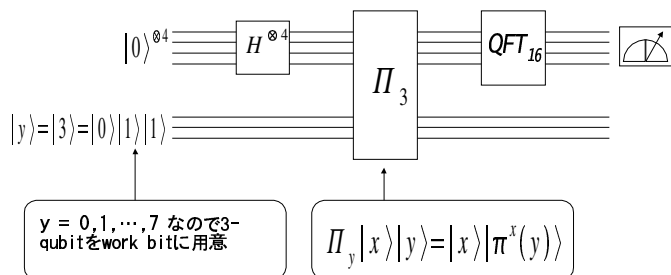 |0⟩^⊗4
H^⊗4
Π_3
QFT_16
|y⟩=|3⟩=|0⟩|1⟩|1⟩
y = 0,1,…,7 なので3-
qubitをwork bitに用意
Π_y|x⟩|y⟩=|x⟩|π^x(y)⟩